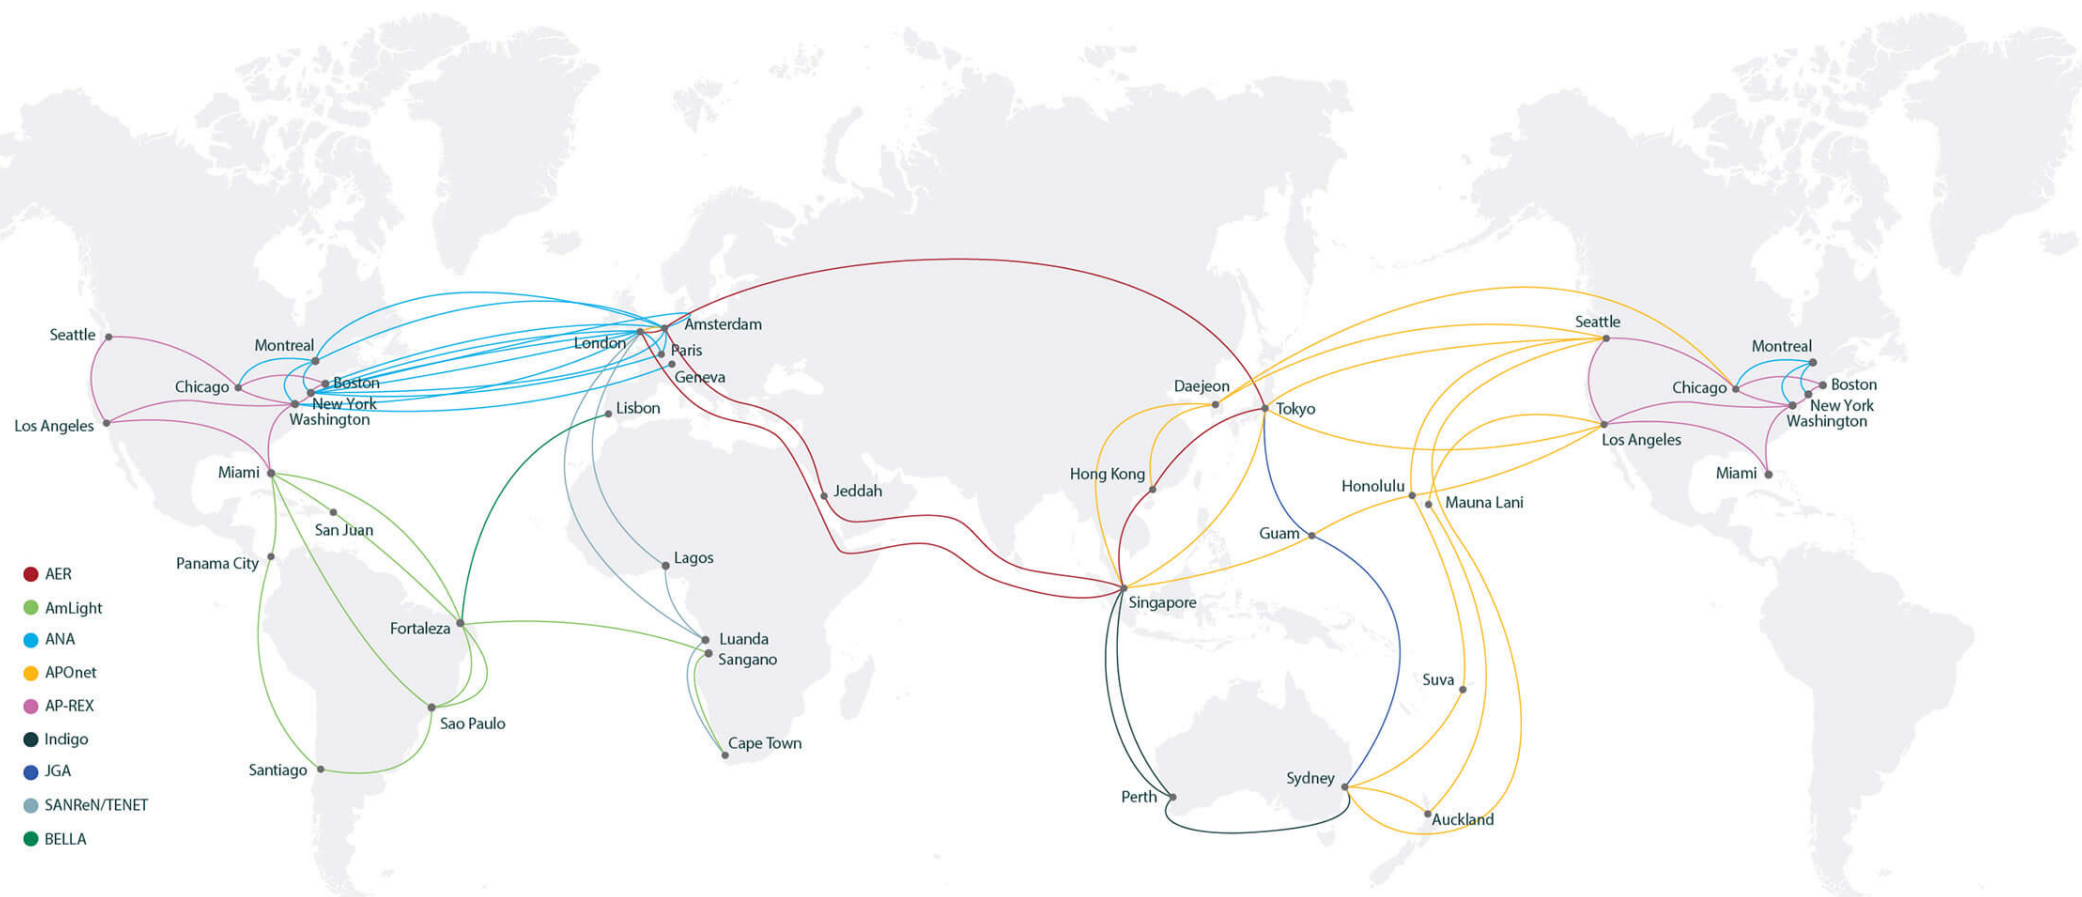 Seattle
Montreal
Chicago
Boston
New York
Washington
Los Angeles
Miami
San Juan
Panama City
Fortaleza
Sao Paulo
Santiago
Amsterdam
London
Paris
Geneva
Lisbon
Jeddah
Lagos
Luanda
Sangano
Cape Town
Daejeon
Tokyo
Hong Kong
Guam
Singapore
Honolulu
Mauna Lani
Suva
Perth
Sydney
Auckland
Seattle
Montreal
Chicago
Boston
New York
Washington
Los Angeles
Miami
AER
AmLight
ANA
APOnet
AP-REX
Indigo
JGA
SANReN/TENET
BELLA